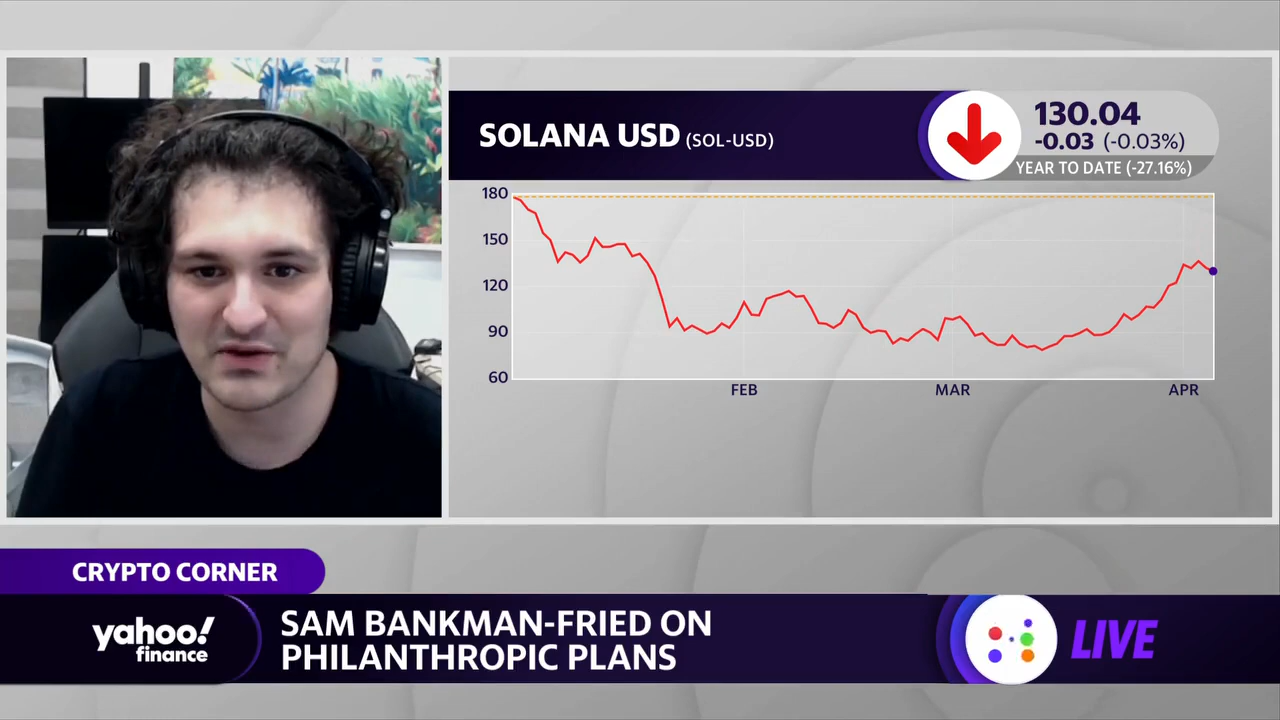 SOLANA USD (SOL-USD)
130.04
-0.03 (-0.03%)
YEAR TO DATE (-27.16%)
180
150
120
90
60
FEB MAR APR
CRYPTO CORNER
yahoo!
finance
SAM BANKMAN-FRIED ON
PHILANTHROPIC PLANS
LIVE